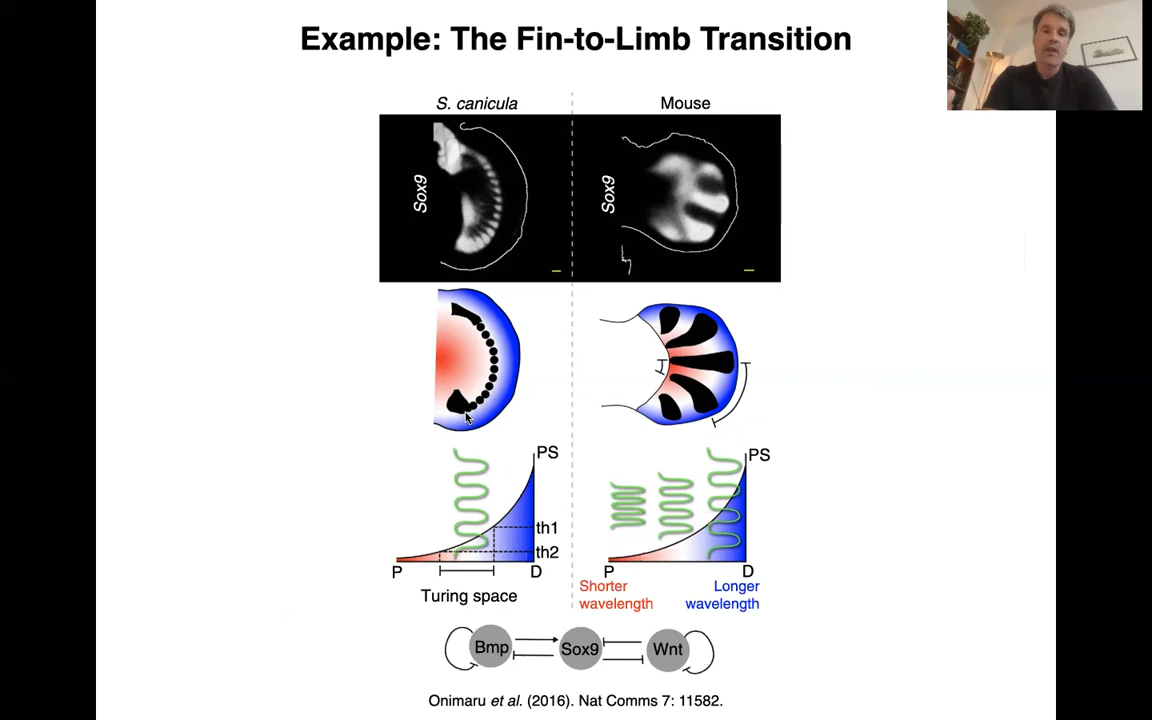 Example: The Fin-to-Limb Transition
S. canicula
Mouse
Sox9
Sox9
PS
th1
th2
P
D
Turing space
PS
P
D
Shorter
wavelength
Longer
wavelength
Bmp
Sox9
Wnt
Onimaru et al. (2016). Nat Comms 7: 11582.